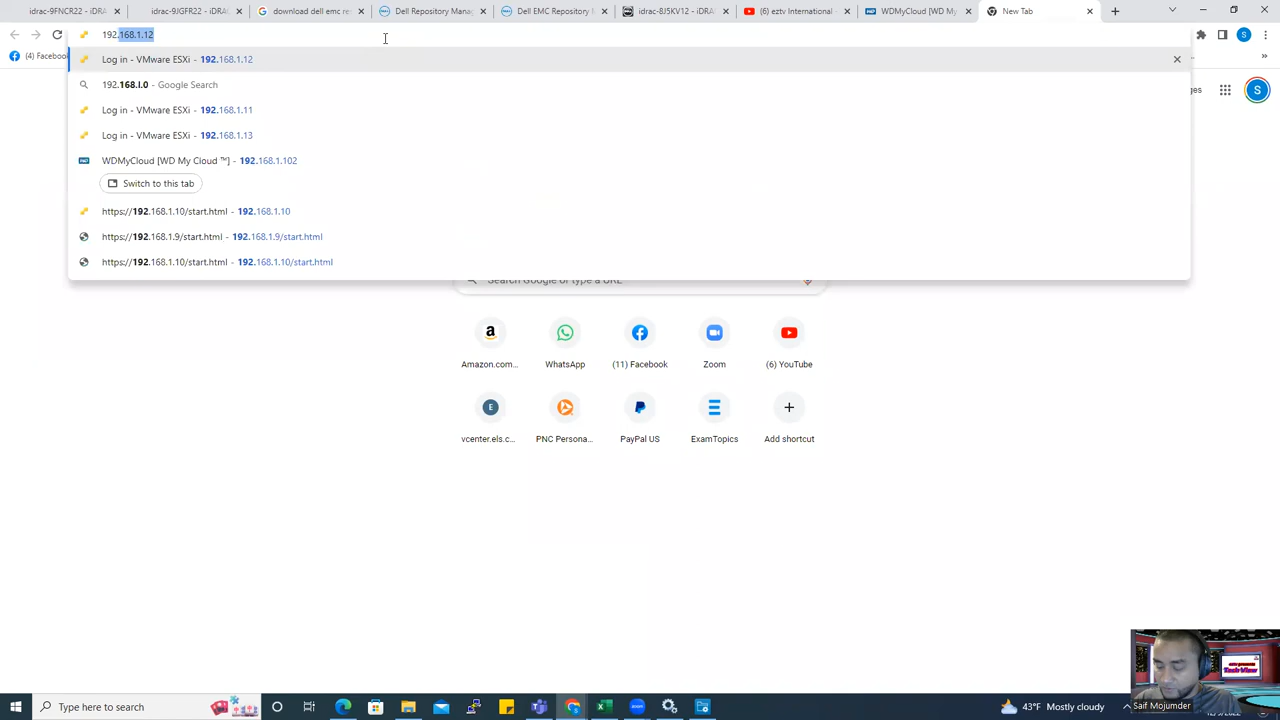 idrac-9FNCR22 - iDRA
idrac-9JGFR22 - iDRAC
download dell emc re
Dell Repository Manag
Dell EMC Repository M
idrac-8J5KV12 - iDRA
(6) eztv International -
WDMyCloud [WD My
New Tab
192.168.1.12
S
(4) Facebook
Log in - VMware ESXi - 192.168.1.12
192.168.l.0 - Google Search
ges
S
Log in - VMware ESXi - 192.168.1.11
Log in - VMware ESXi - 192.168.1.13
WDMyCloud [WD My Cloud ™] - 192.168.1.102
Switch to this tab
https://192.168.1.10/start.html - 192.168.1.10
https://192.168.1.9/start.html - 192.168.1.9/start.html
https://192.168.1.10/start.html - 192.168.1.10/start.html
Search Google or type a URL
Amazon.com...
WhatsApp
(11) Facebook
Zoom
(6) YouTube
E
vcenter.els.c...
PNC Persona...
PayPal US
ExamTopics
Add shortcut
Type here to search
43°F Mostly cloudy
TechView
Saif Mojumder